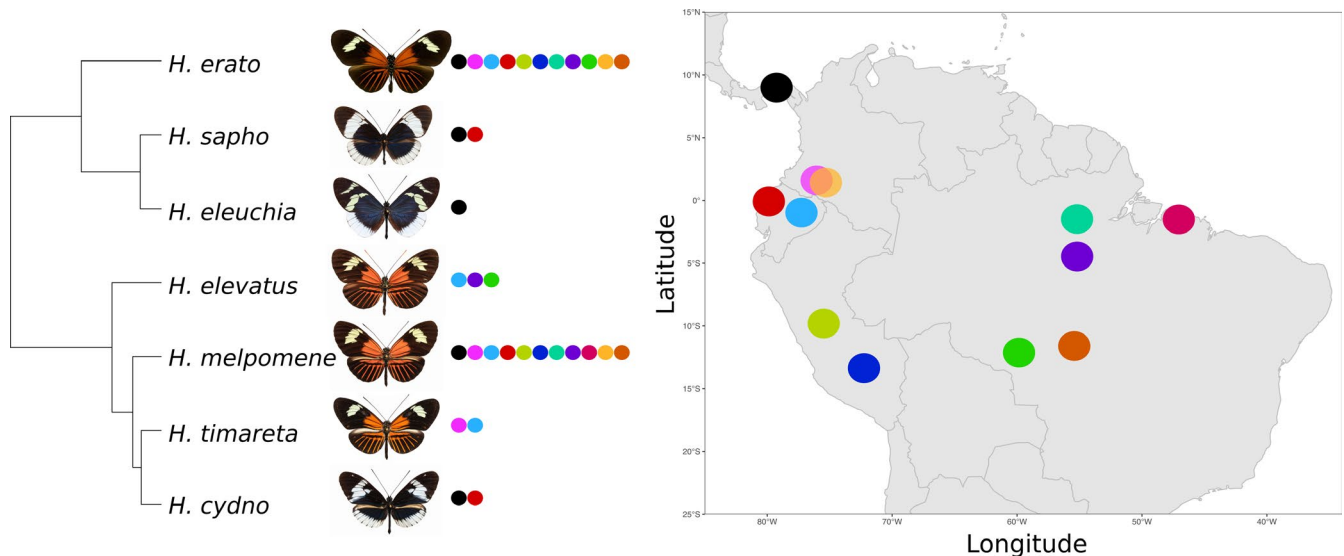 H. erato
H. sapho
H. eleuchia
H. elevatus
H. melpomene
H. timareta
H. cydno
15°N
10°N
5°N
0°
5°S
10°S
15°S
20°S
25°S
Latitude
80°W 70°W 60°W 50°W 40°W
Longitude